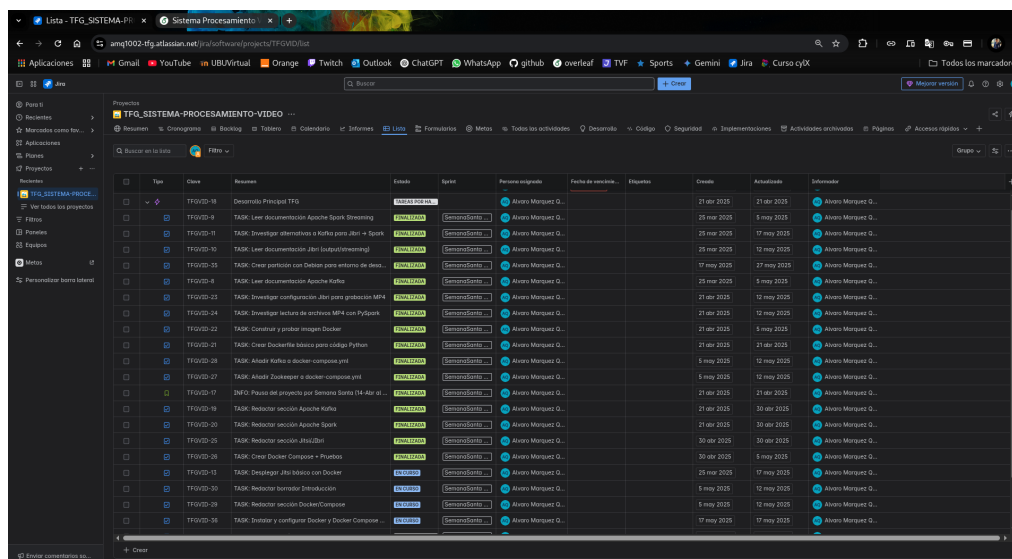 Lista - TFG_SISTEMA-PR
Sistema Procesamiento V
amq1002-tfg.atlassian.net/jira/software/projects/TFGVID/list
Aplicaciones Gmail YouTube UBUVirtual Orange Twitch Outlook ChatGPT WhatsApp github overleaf TVF Sports Gemini Jira Curso cylX Todos los marcador
Jira Buscar + Crear Mejorar versión
Para ti
Recientes
Marcados como fav...
Aplicaciones
Planes
Proyectos
Recientes
TFG_SISTEMA-PROCE...
Ver todos los proyectos
Filtros
Paneles
Equipos
Metas
Personalizar barra lateral
Enviar comentarios so...
Proyectos
TFG_SISTEMA-PROCESAMIENTO-VIDEO ...
Resumen Cronograma Backlog Tablero Calendario Informes Lista Formularios Metas Todas las actividades Desarrollo Código Seguridad Implementaciones Actividades archivadas Páginas Accesos rápidos
Buscar en la lista Filtro Grupo
Tipo Clave Resumen Estado Sprint Persona asignada Fecha de vencimie... Etiquetas Creada Actualizada Informador
TFGVID-18 Desarrollo Principal TFG TAREAS POR HA... Alvaro Marquez Q... 21 abr 2025 21 abr 2025 Alvaro Marquez Q...
TFGVID-9 TASK: Leer documentación Apache Spark Streaming FINALIZADA SemanaSanta ... Alvaro Marquez Q... 25 mar 2025 5 may 2025 Alvaro Marquez Q...
TFGVID-11 TASK: Investigar alternativas a Kafka para Jibri → Spark FINALIZADA SemanaSanta ... Alvaro Marquez Q... 25 mar 2025 17 may 2025 Alvaro Marquez Q...
TFGVID-10 TASK: Leer documentación Jibri (output/streaming) FINALIZADA SemanaSanta ... Alvaro Marquez Q... 25 mar 2025 12 may 2025 Alvaro Marquez Q...
TFGVID-35 TASK: Crear partición con Debian para entorno de desa... FINALIZADA SemanaSanta ... Alvaro Marquez Q... 17 may 2025 27 may 2025 Alvaro Marquez Q...
TFGVID-8 TASK: Leer documentación Apache Kafka FINALIZADA SemanaSanta ... Alvaro Marquez Q... 25 mar 2025 5 may 2025 Alvaro Marquez Q...
TFGVID-23 TASK: Investigar configuración Jibri para grabación MP4 FINALIZADA SemanaSanta ... Alvaro Marquez Q... 21 abr 2025 12 may 2025 Alvaro Marquez Q...
TFGVID-24 TASK: Investigar lectura de archivos MP4 con PySpark FINALIZADA SemanaSanta ... Alvaro Marquez Q... 21 abr 2025 12 may 2025 Alvaro Marquez Q...
TFGVID-22 TASK: Construir y probar imagen Docker FINALIZADA SemanaSanta ... Alvaro Marquez Q... 21 abr 2025 5 may 2025 Alvaro Marquez Q...
TFGVID-21 TASK: Crear Dockerfile básico para código Python FINALIZADA SemanaSanta ... Alvaro Marquez Q... 21 abr 2025 21 abr 2025 Alvaro Marquez Q...
TFGVID-28 TASK: Añadir Kafka a docker-compose.yml FINALIZADA SemanaSanta ... Alvaro Marquez Q... 5 may 2025 12 may 2025 Alvaro Marquez Q...
TFGVID-27 TASK: Añadir Zookeeper a docker-compose.yml FINALIZADA SemanaSanta ... Alvaro Marquez Q... 5 may 2025 12 may 2025 Alvaro Marquez Q...
TFGVID-17 INFO: Pausa del proyecto por Semana Santa (14-Abr al ... FINALIZADA SemanaSanta ... Alvaro Marquez Q... 21 abr 2025 21 abr 2025 Alvaro Marquez Q...
TFGVID-19 TASK: Redactar sección Apache Kafka FINALIZADA SemanaSanta ... Alvaro Marquez Q... 21 abr 2025 30 abr 2025 Alvaro Marquez Q...
TFGVID-20 TASK: Redactar sección Apache Spark FINALIZADA SemanaSanta ... Alvaro Marquez Q... 21 abr 2025 30 abr 2025 Alvaro Marquez Q...
TFGVID-25 TASK: Redactar sección Jitsi/Jibri FINALIZADA SemanaSanta ... Alvaro Marquez Q... 30 abr 2025 30 abr 2025 Alvaro Marquez Q...
TFGVID-26 TASK: Crear Docker Compose + Pruebas FINALIZADA SemanaSanta ... Alvaro Marquez Q... 30 abr 2025 5 may 2025 Alvaro Marquez Q...
TFGVID-13 TASK: Desplegar Jitsi básico con Docker EN CURSO SemanaSanta ... Alvaro Marquez Q... 25 mar 2025 17 may 2025 Alvaro Marquez Q...
TFGVID-30 TASK: Redactar borrador Introducción EN CURSO SemanaSanta ... Alvaro Marquez Q... 5 may 2025 12 may 2025 Alvaro Marquez Q...
TFGVID-29 TASK: Redactar sección Docker/Compose EN CURSO SemanaSanta ... Alvaro Marquez Q... 5 may 2025 12 may 2025 Alvaro Marquez Q...
TFGVID-36 TASK: Instalar y configurar Docker y Docker Compose ... EN CURSO SemanaSanta ... Alvaro Marquez Q... 17 may 2025 17 may 2025 Alvaro Marquez Q...
+ Crear